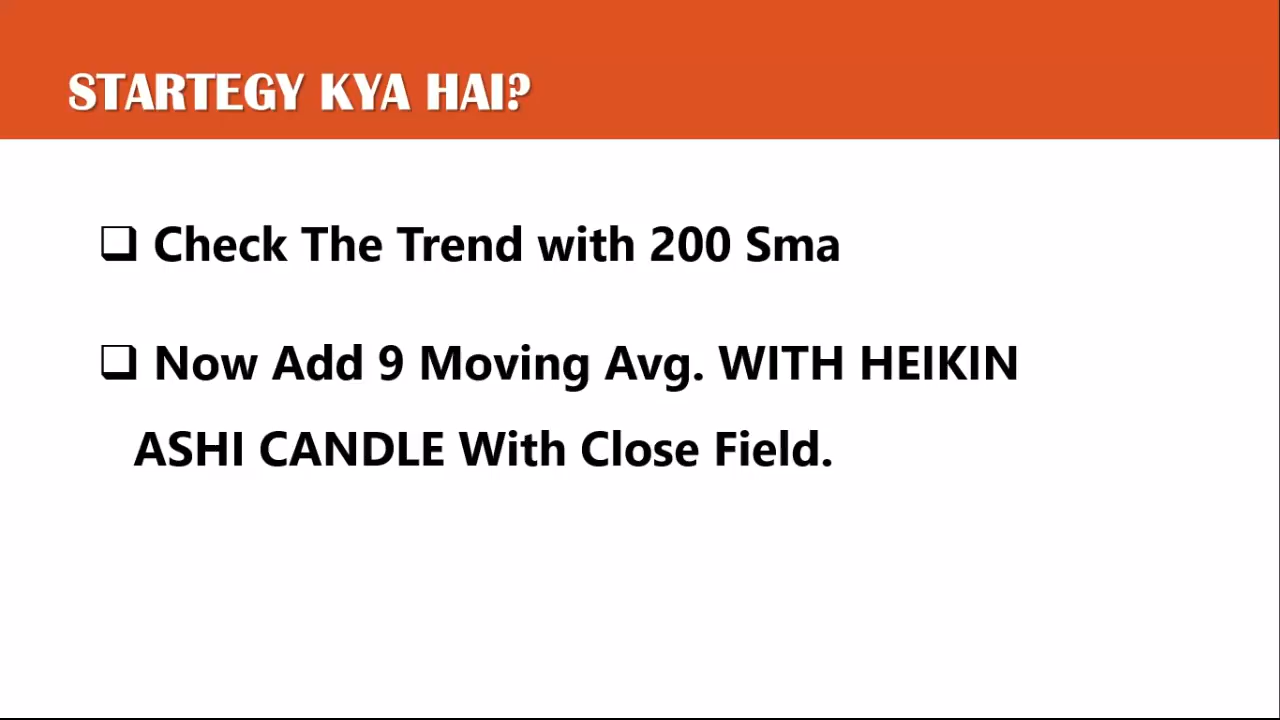 STARTEGY KYA HAI?
❑ Check The Trend with 200 Sma
❑ Now Add 9 Moving Avg. WITH HEIKIN
ASHI CANDLE With Close Field.